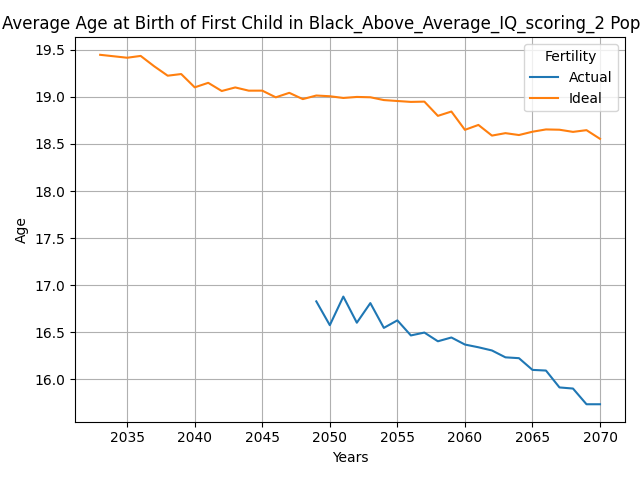 Average Age at Birth of First Child in Black_Above_Average_IQ_scoring_2 Pop
Fertility
Actual
Ideal
19.5
19.0
18.5
18.0
17.5
17.0
16.5
16.0
Age
2035 2040 2045 2050 2055 2060 2065 2070
Years